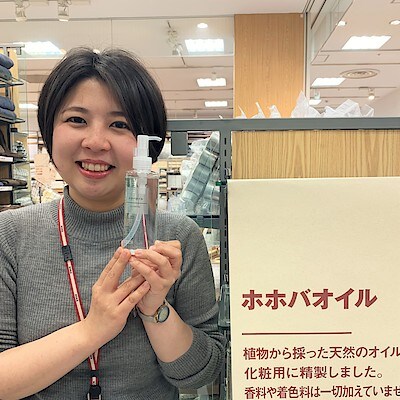 ホホバオイル
植物から採った天然のオイル
化粧用に精製しました。
香料や着色料は一切加えていませ